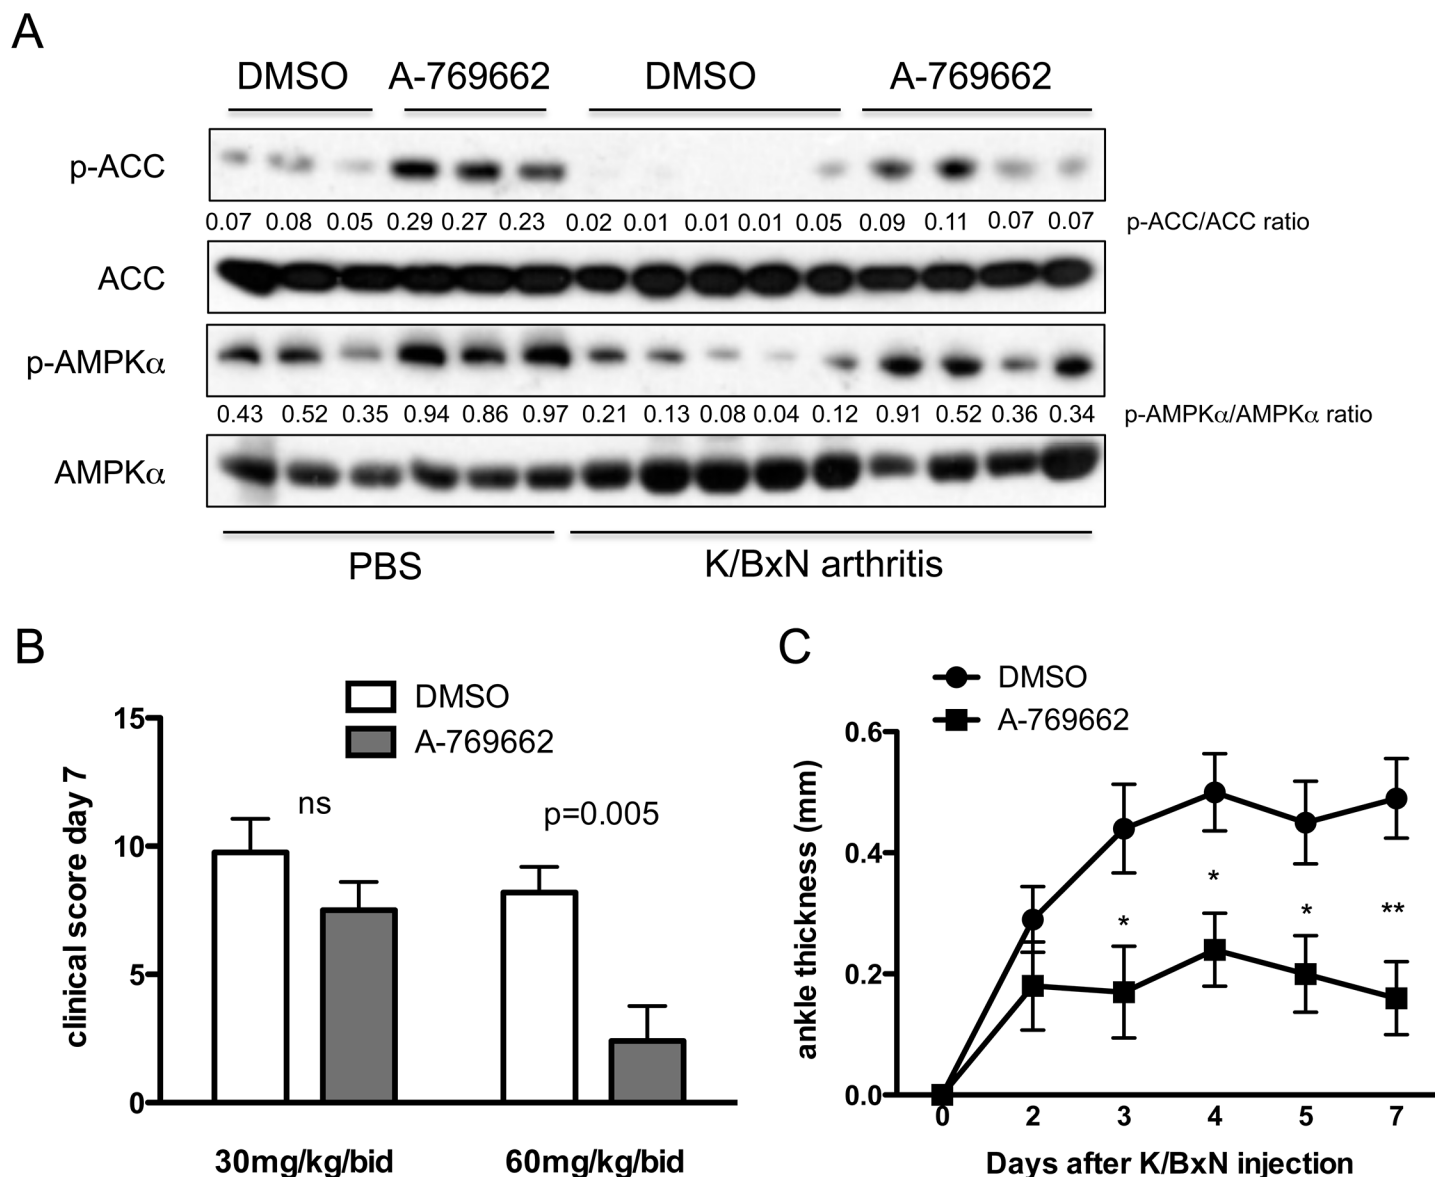 A
DMSO A-769662 DMSO A-769662
p-ACC
0.07 0.08 0.05 0.29 0.27 0.23 0.02 0.01 0.01 0.01 0.05 0.09 0.11 0.07 0.07 p-ACC/ACC ratio
ACC
p-AMPKα
0.43 0.52 0.35 0.94 0.86 0.97 0.21 0.13 0.08 0.04 0.12 0.91 0.52 0.36 0.34 p-AMPKα/AMPKα ratio
AMPKα
PBS K/BxN arthritis
B
DMSO
A-769662
15
10
5
0
clinical score day 7
ns
p=0.005
30mg/kg/bid 60mg/kg/bid
C
DMSO
A-769662
0.6
0.4
0.2
0.0
ankle thickness (mm)
* * * **
0 2 3 4 5 7
Days after K/BxN injection